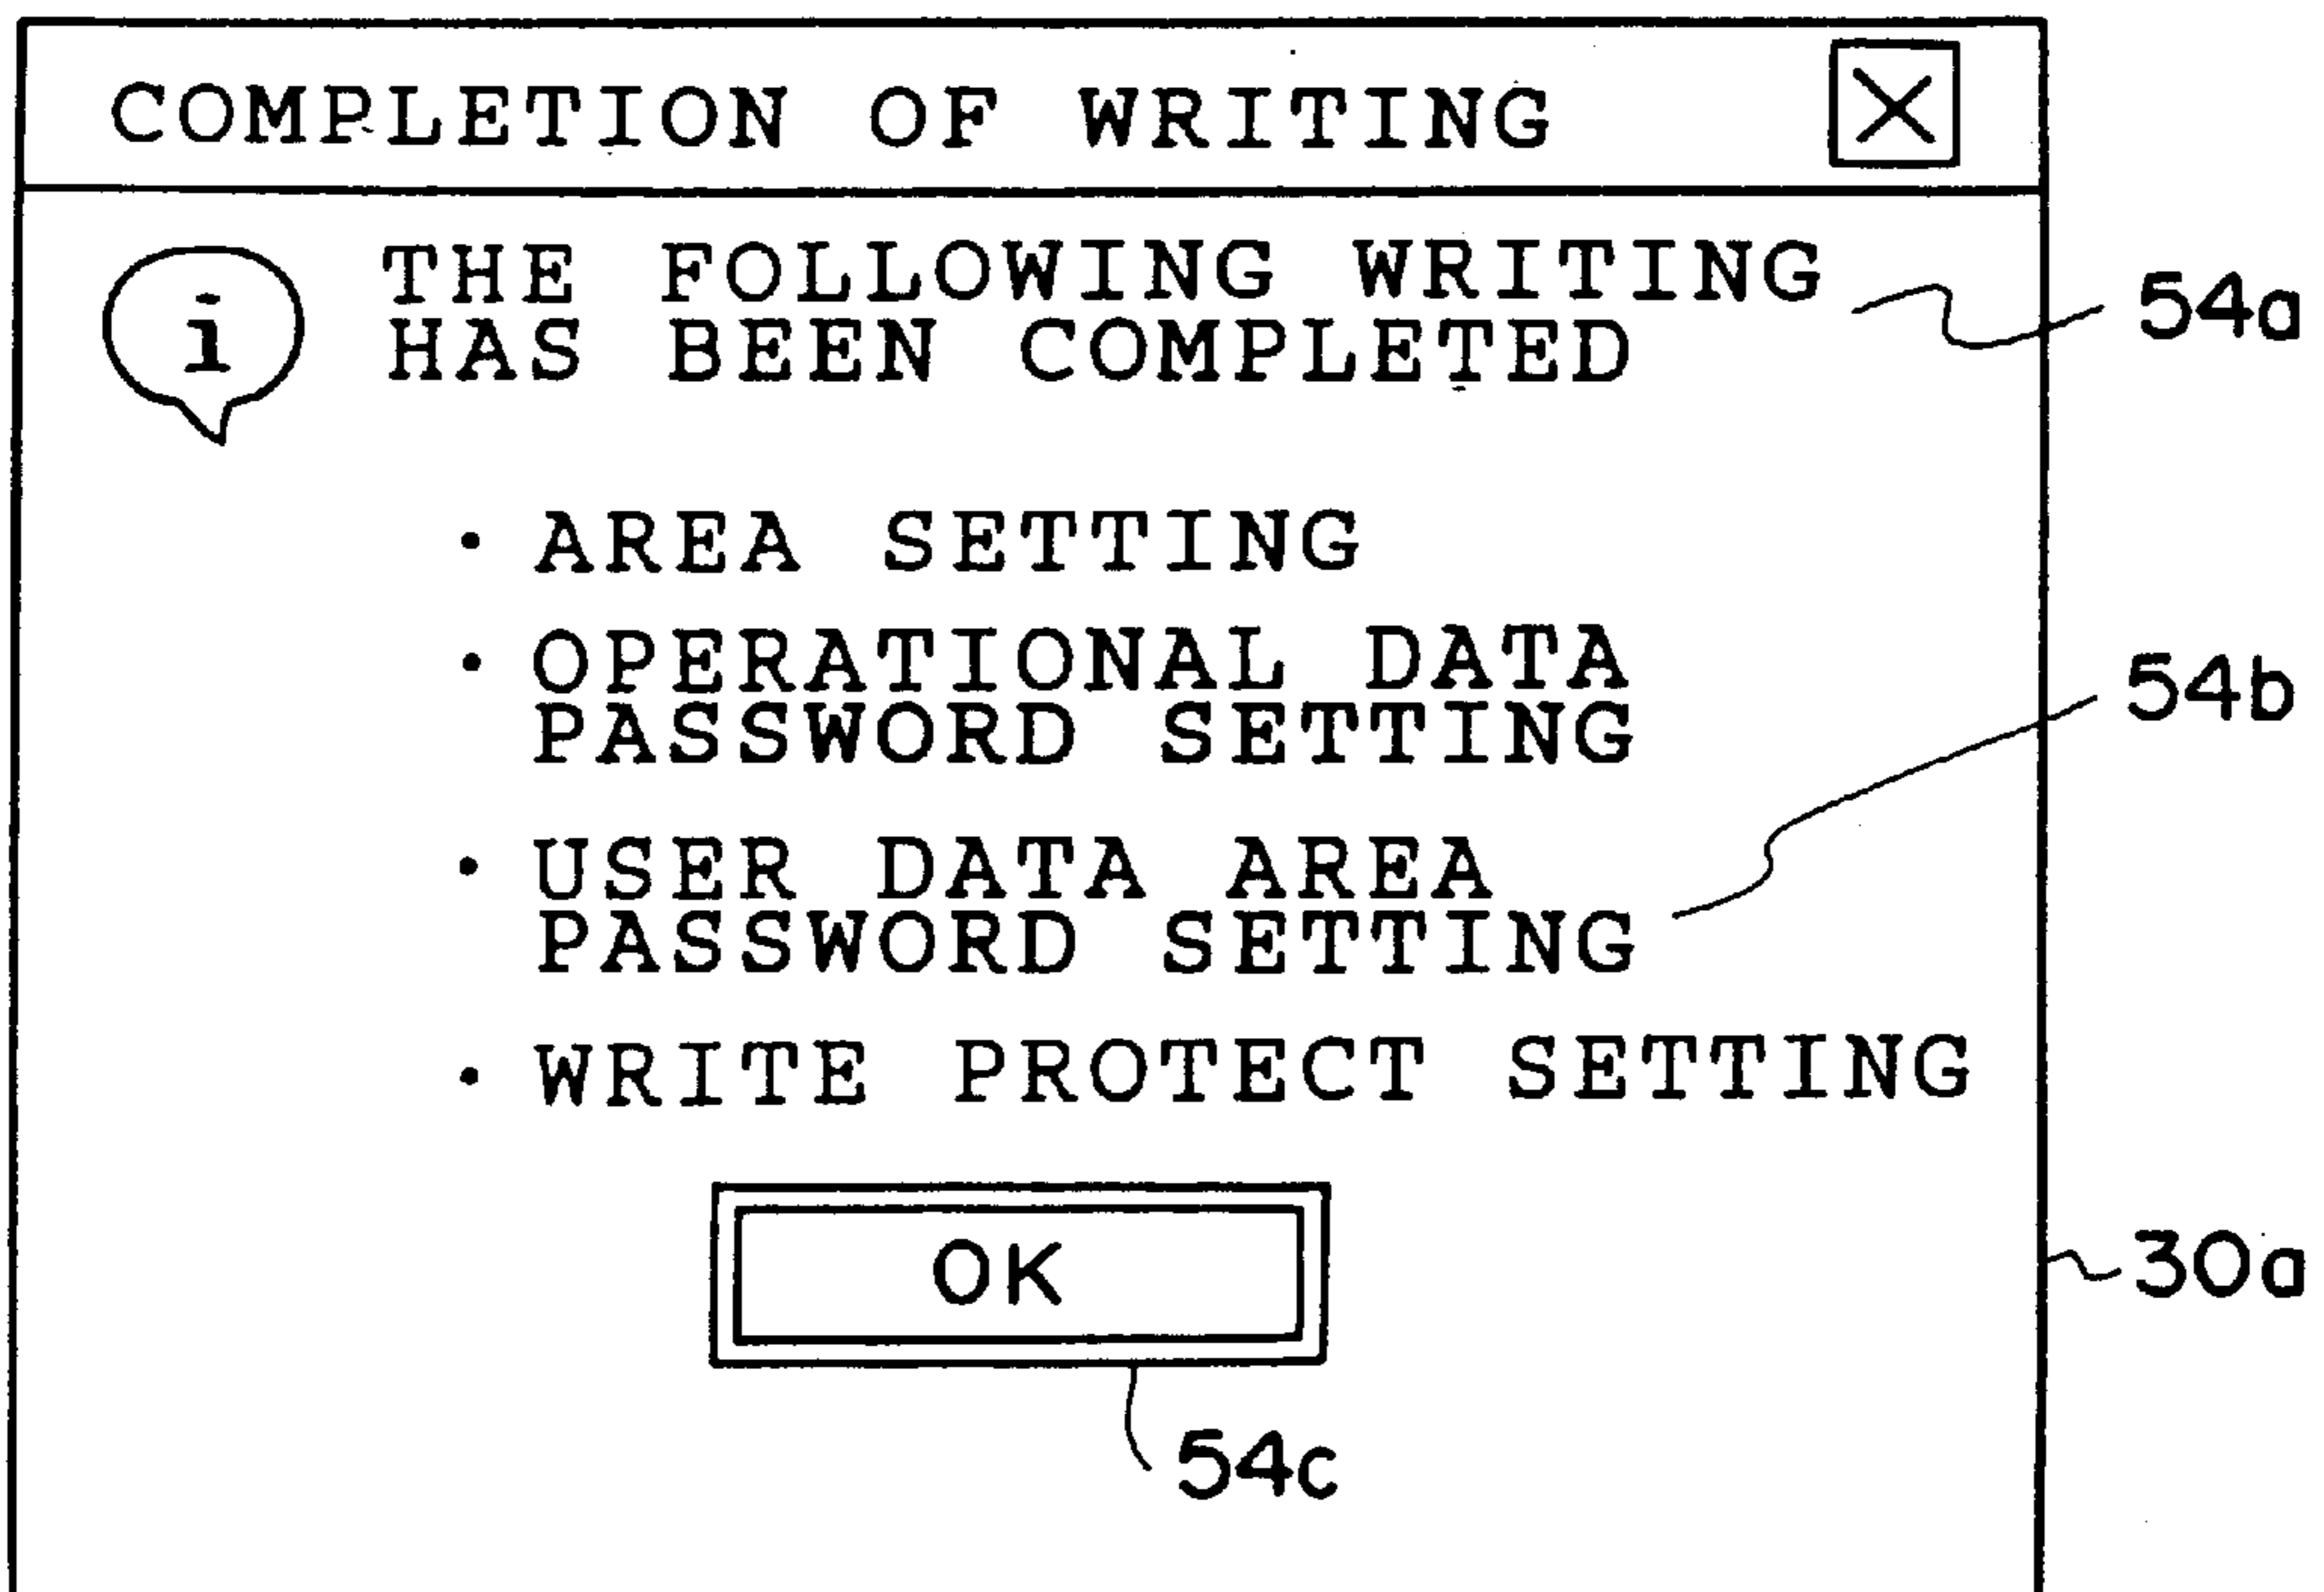 COMPLETION OF WRITING
i
THE FOLLOWING WRITING
HAS BEEN COMPLETED
54a
· AREA SETTING
· OPERATIONAL DATA
PASSWORD SETTING
54b
· USER DATA AREA
PASSWORD SETTING
· WRITE PROTECT SETTING
OK
30a
54c